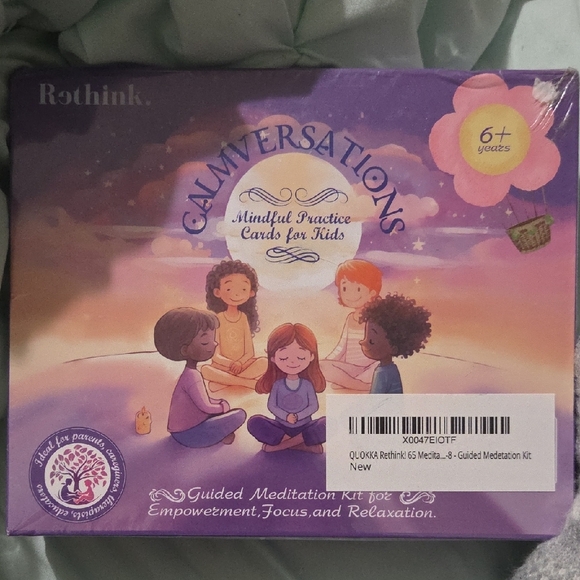 Rethink.
6+
years
CALMVERSATIONS
Mindful Practice
Cards for Kids
Ideal for parents, caregivers, therapists, educators
X0047EIOTF
QUOKKA Rethink! 65 Medita...-8 - Guided Medetation Kit
New
Guided Meditation Kit for
Empowerment,Focus,and Relaxation.